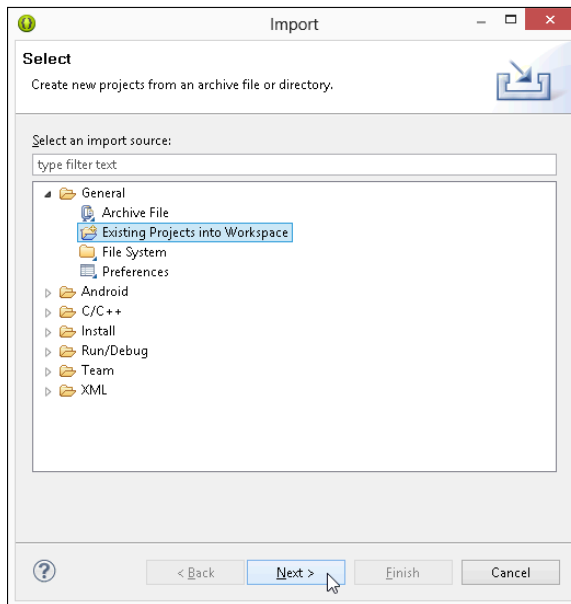 Import
Select
Create new projects from an archive file or directory.
Select an import source:
type filter text
General
Archive File
Existing Projects into Workspace
File System
Preferences
Android
C/C++
Install
Run/Debug
Team
XML
?
< Back
Next >
Finish
Cancel